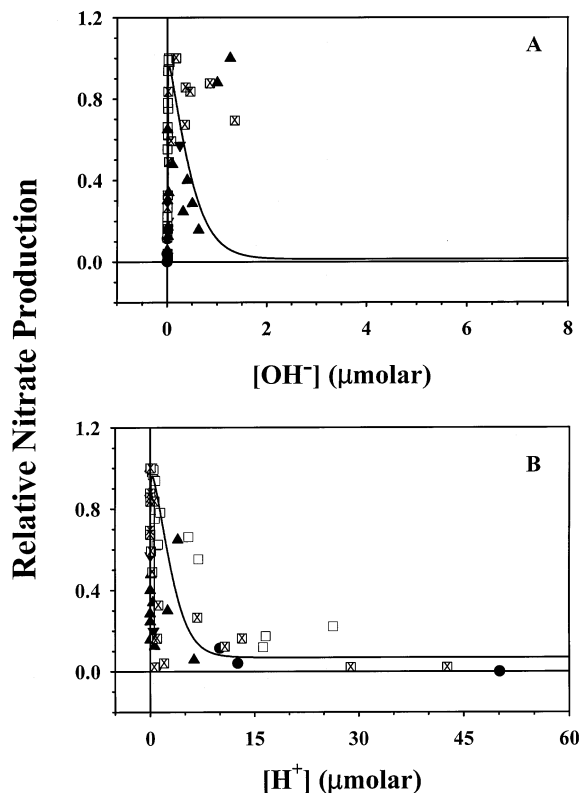 A
1.2
0.8
0.4
0.0
0 2 4 6 8
[OH⁻] (μmolar)
Relative Nitrate Production
B
1.2
0.8
0.4
0.0
0 15 30 45 60
[H⁺] (μmolar)